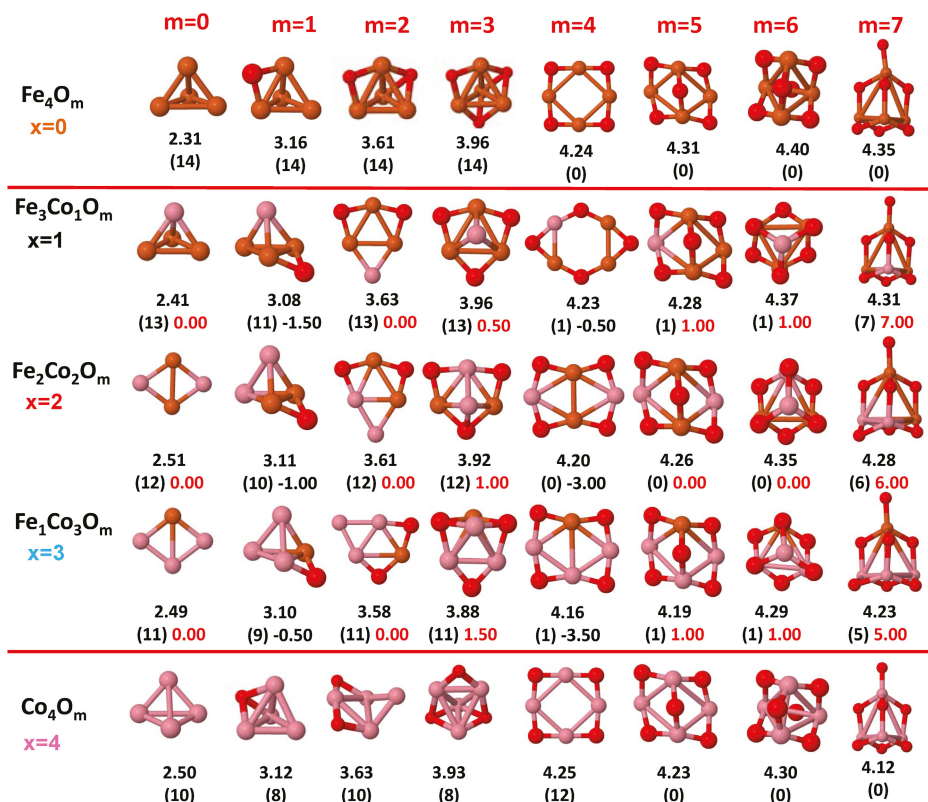 m=0 m=1 m=2 m=3 m=4 m=5 m=6 m=7
Fe₄Oₘ
x=0
2.31 3.16 3.61 3.96 4.24 4.31 4.40 4.35
(14) (14) (14) (14) (0) (0) (0) (0)
Fe₃Co₁Oₘ
x=1
2.41 3.08 3.63 3.96 4.23 4.28 4.37 4.31
(13) 0.00 (11) -1.50 (13) 0.00 (13) 0.50 (1) -0.50 (1) 1.00 (1) 1.00 (7) 7.00
Fe₂Co₂Oₘ
x=2
2.51 3.11 3.61 3.92 4.20 4.26 4.35 4.28
(12) 0.00 (10) -1.00 (12) 0.00 (12) 1.00 (0) -3.00 (0) 0.00 (0) 0.00 (6) 6.00
Fe₁Co₃Oₘ
x=3
2.49 3.10 3.58 3.88 4.16 4.19 4.29 4.23
(11) 0.00 (9) -0.50 (11) 0.00 (11) 1.50 (1) -3.50 (1) 1.00 (1) 1.00 (5) 5.00
Co₄Oₘ
x=4
2.50 3.12 3.63 3.93 4.25 4.23 4.30 4.12
(10) (8) (10) (8) (12) (0) (0) (0)